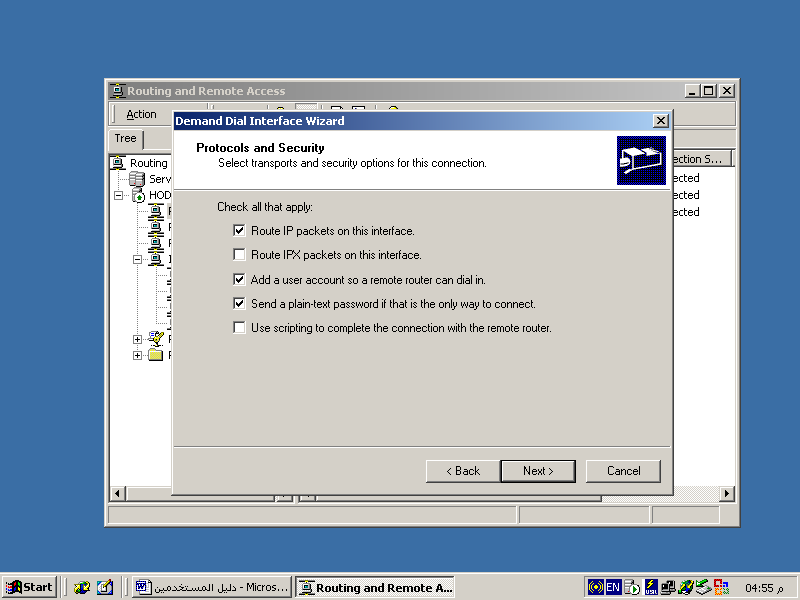 Routing and Remote Access
Action
Tree
Routing
Serv
HOD
ection S...
ected
ected
ected
Demand Dial Interface Wizard
Protocols and Security
Select transports and security options for this connection.
Check all that apply:
Route IP packets on this interface.
Route IPX packets on this interface.
Add a user account so a remote router can dial in.
Send a plain-text password if that is the only way to connect.
Use scripting to complete the connection with the remote router.
< Back
Next >
Cancel
Start
دليل المستخدمين - Micros...
Routing and Remote A...
EN
04:55 م